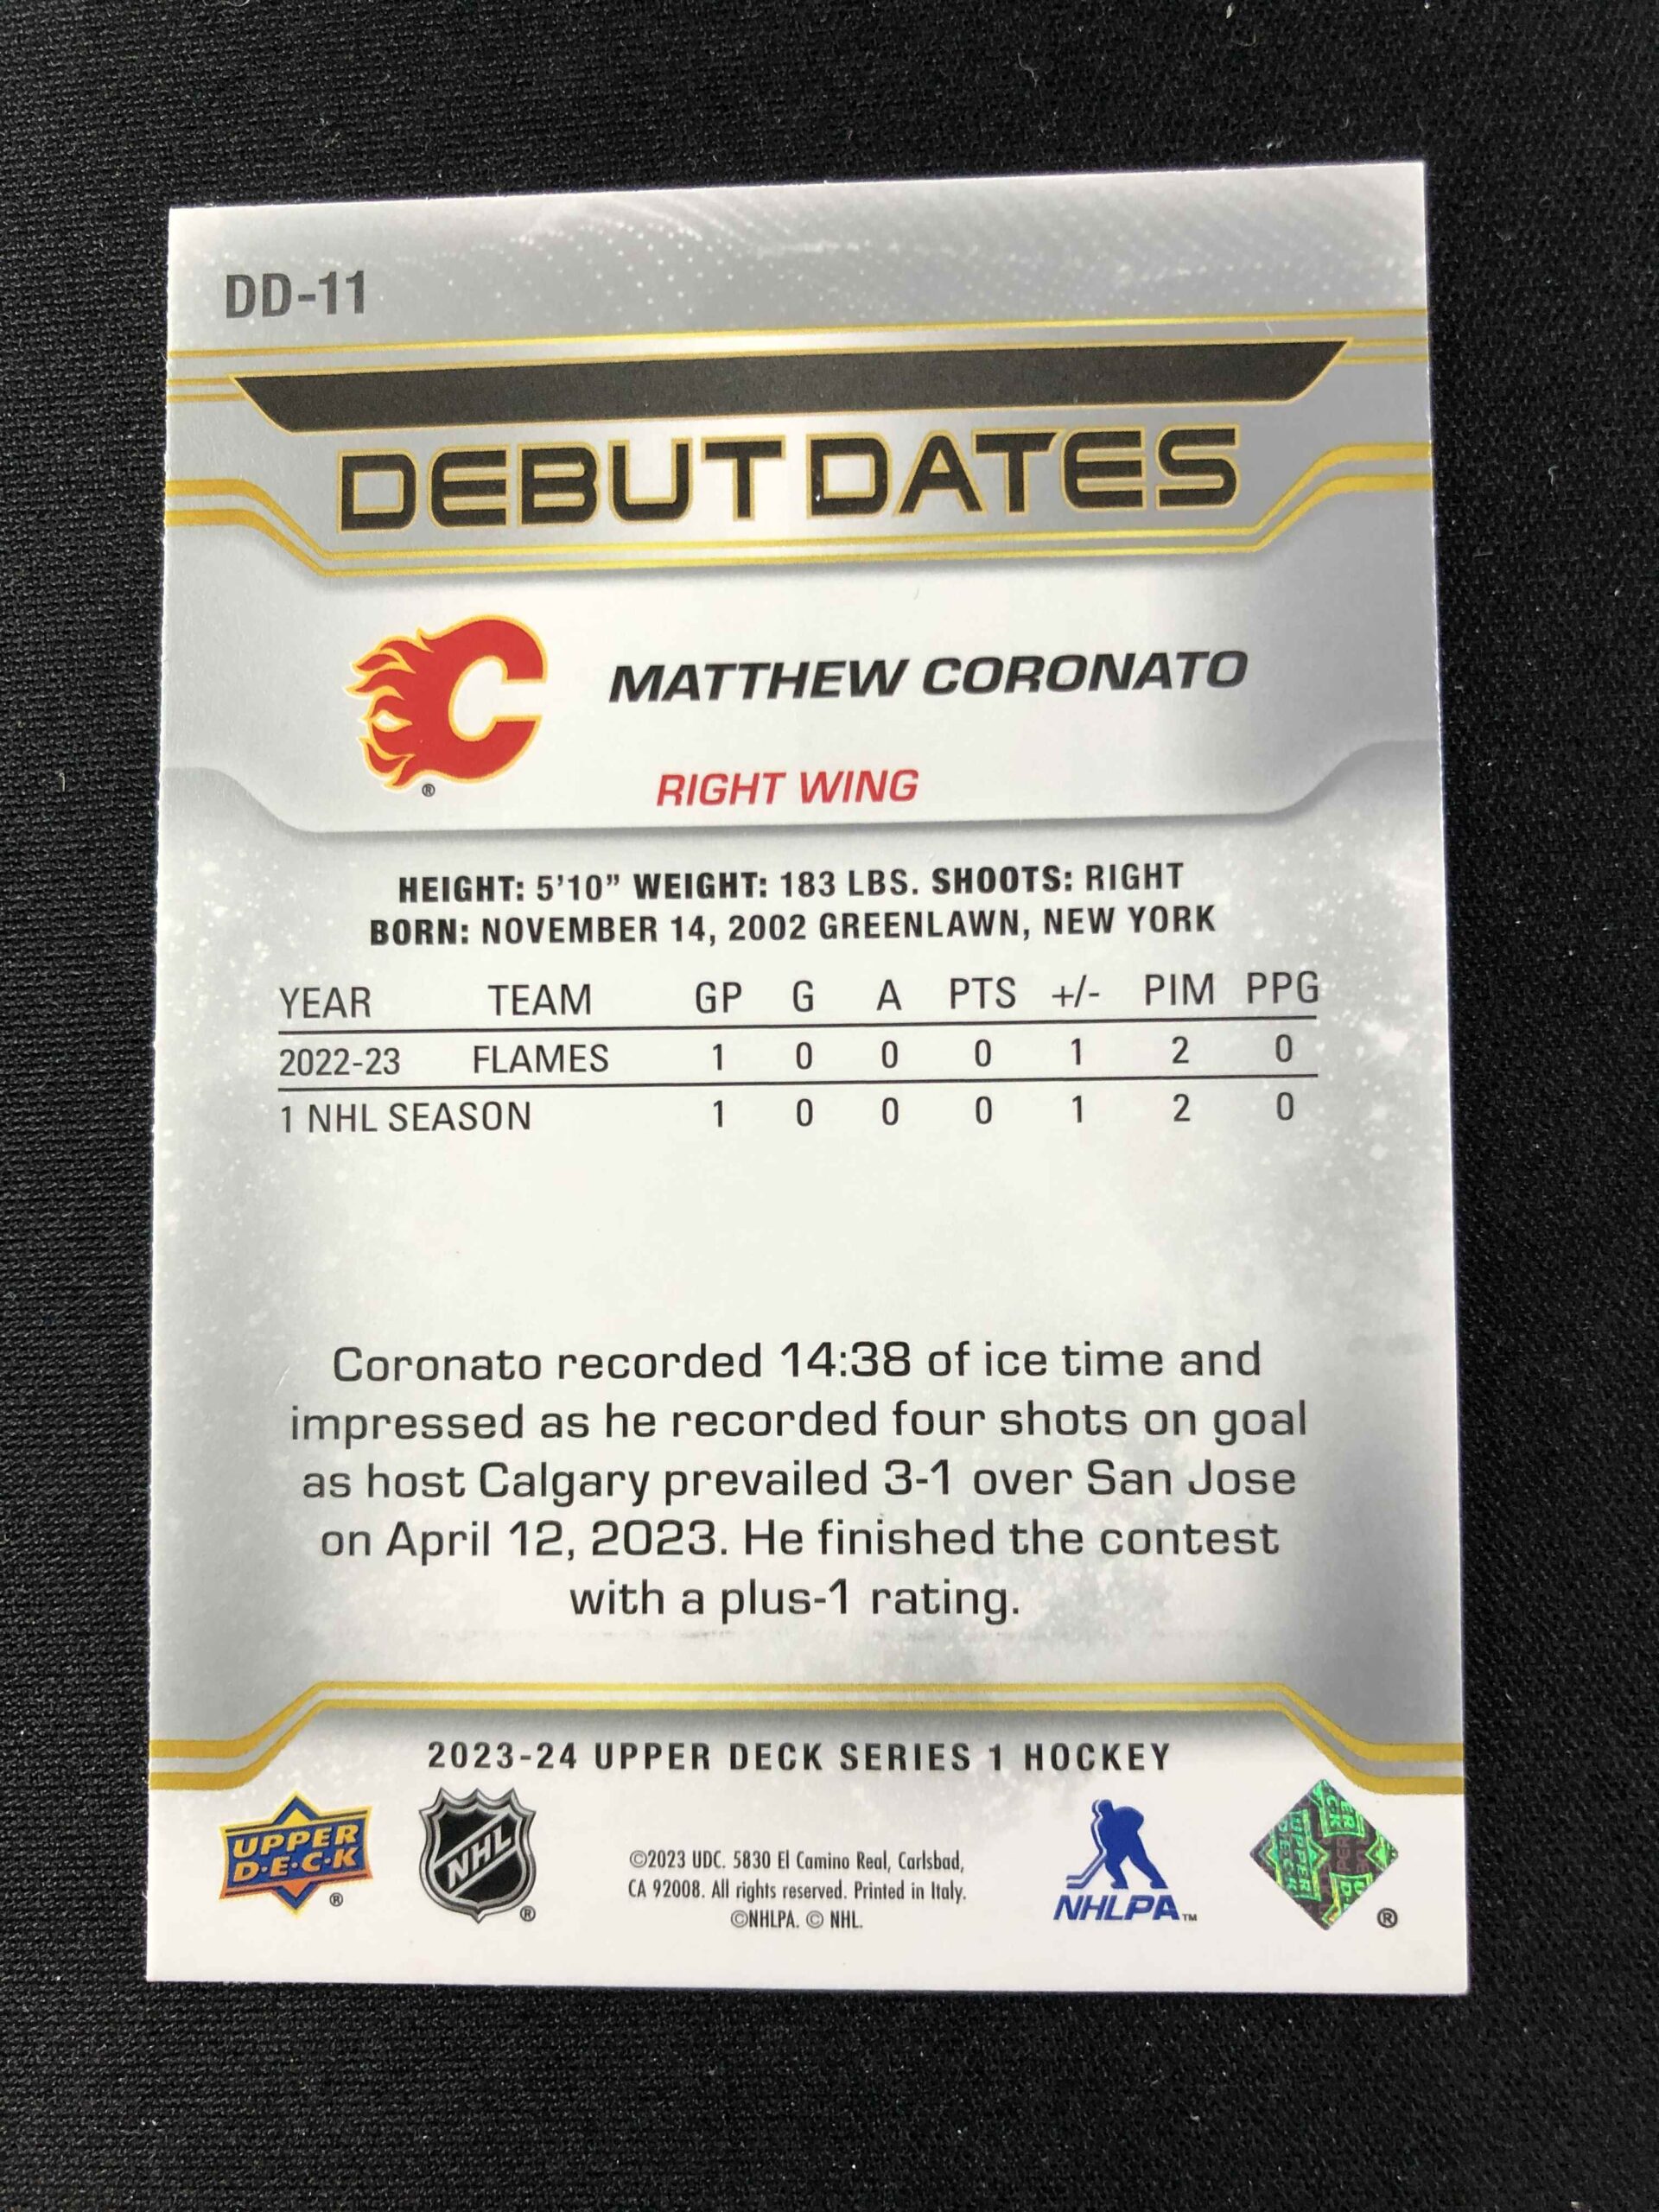 DD-11
DEBUT DATES
MATTHEW CORONATO
RIGHT WING
HEIGHT: 5'10” WEIGHT: 183 LBS. SHOOTS: RIGHT
BORN: NOVEMBER 14, 2002 GREENLAWN, NEW YORK
YEAR TEAM GP G A PTS +/- PIM PPG
2022-23 FLAMES 1 0 0 0 1 2 0
1 NHL SEASON 1 0 0 0 1 2 0
Coronato recorded 14:38 of ice time and
impressed as he recorded four shots on goal
as host Calgary prevailed 3-1 over San Jose
on April 12, 2023. He finished the contest
with a plus-1 rating.
2023-24 UPPER DECK SERIES 1 HOCKEY
UPPER
D·E·C·K
®
NHL
®
©2023 UDC. 5830 El Camino Real, Carlsbad,
CA 92008. All rights reserved. Printed in Italy.
©NHLPA. © NHL.
NHLPA™
UPPER DECK
®